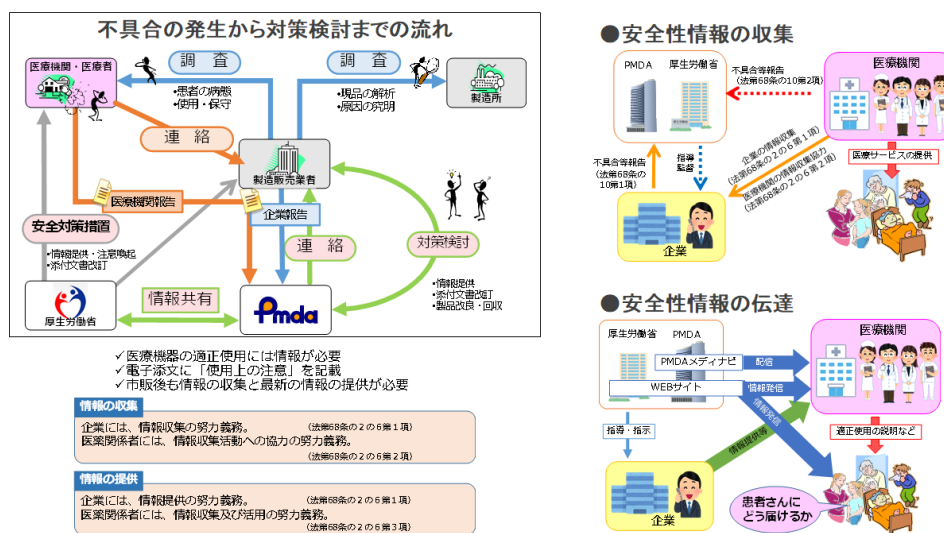 不具合の発生から対策検討までの流れ
医療機関・医療者
調　査
調　査
•患者の病態
•使用・保守
•現品の解析
•原因の究明
製造所
連　絡
製造販売業者
医療機関報告
企業報告
安全対策措置
•情報提供・注意喚起
•添付文書改訂
連　絡
対策検討
•情報提供
•添付文書改訂
•製品改良・回収
情報共有
厚生労働省
Pmda
✓医療機器の適正使用には情報が必要
✓電子添文に「使用上の注意」を記載
✓市販後も情報の収集と最新の情報の提供が必要
情報の収集
企業には、情報収集の努力義務。 (法第68条の2の6第1項)
医薬関係者には、情報収集活動への協力の努力義務。
(法第68条の2の6第2項)
情報の提供
企業には、情報提供の努力義務。 (法第68条の2の6第1項)
医薬関係者には、情報収集及び活用の努力義務。
(法第68条の2の6第3項)
●安全性情報の収集
PMDA
厚生労働省
不具合等報告
(法第68条の10第2項)
医療機関
企業の情報収集
(法第68条の2の6第1項)
医療機関の情報収集協力
(法第68条の2の6第2項)
医療サービスの提供
不具合等報告
(法第68条の
10第1項)
指導
監督
企業
●安全性情報の伝達
厚生労働省
PMDA
医療機関
PMDAメディナビ
配信
WEBサイト
情報発信
情報発信
指導・指示
情報提供等
適正使用の説明など
企業
患者さんに
どう届けるか